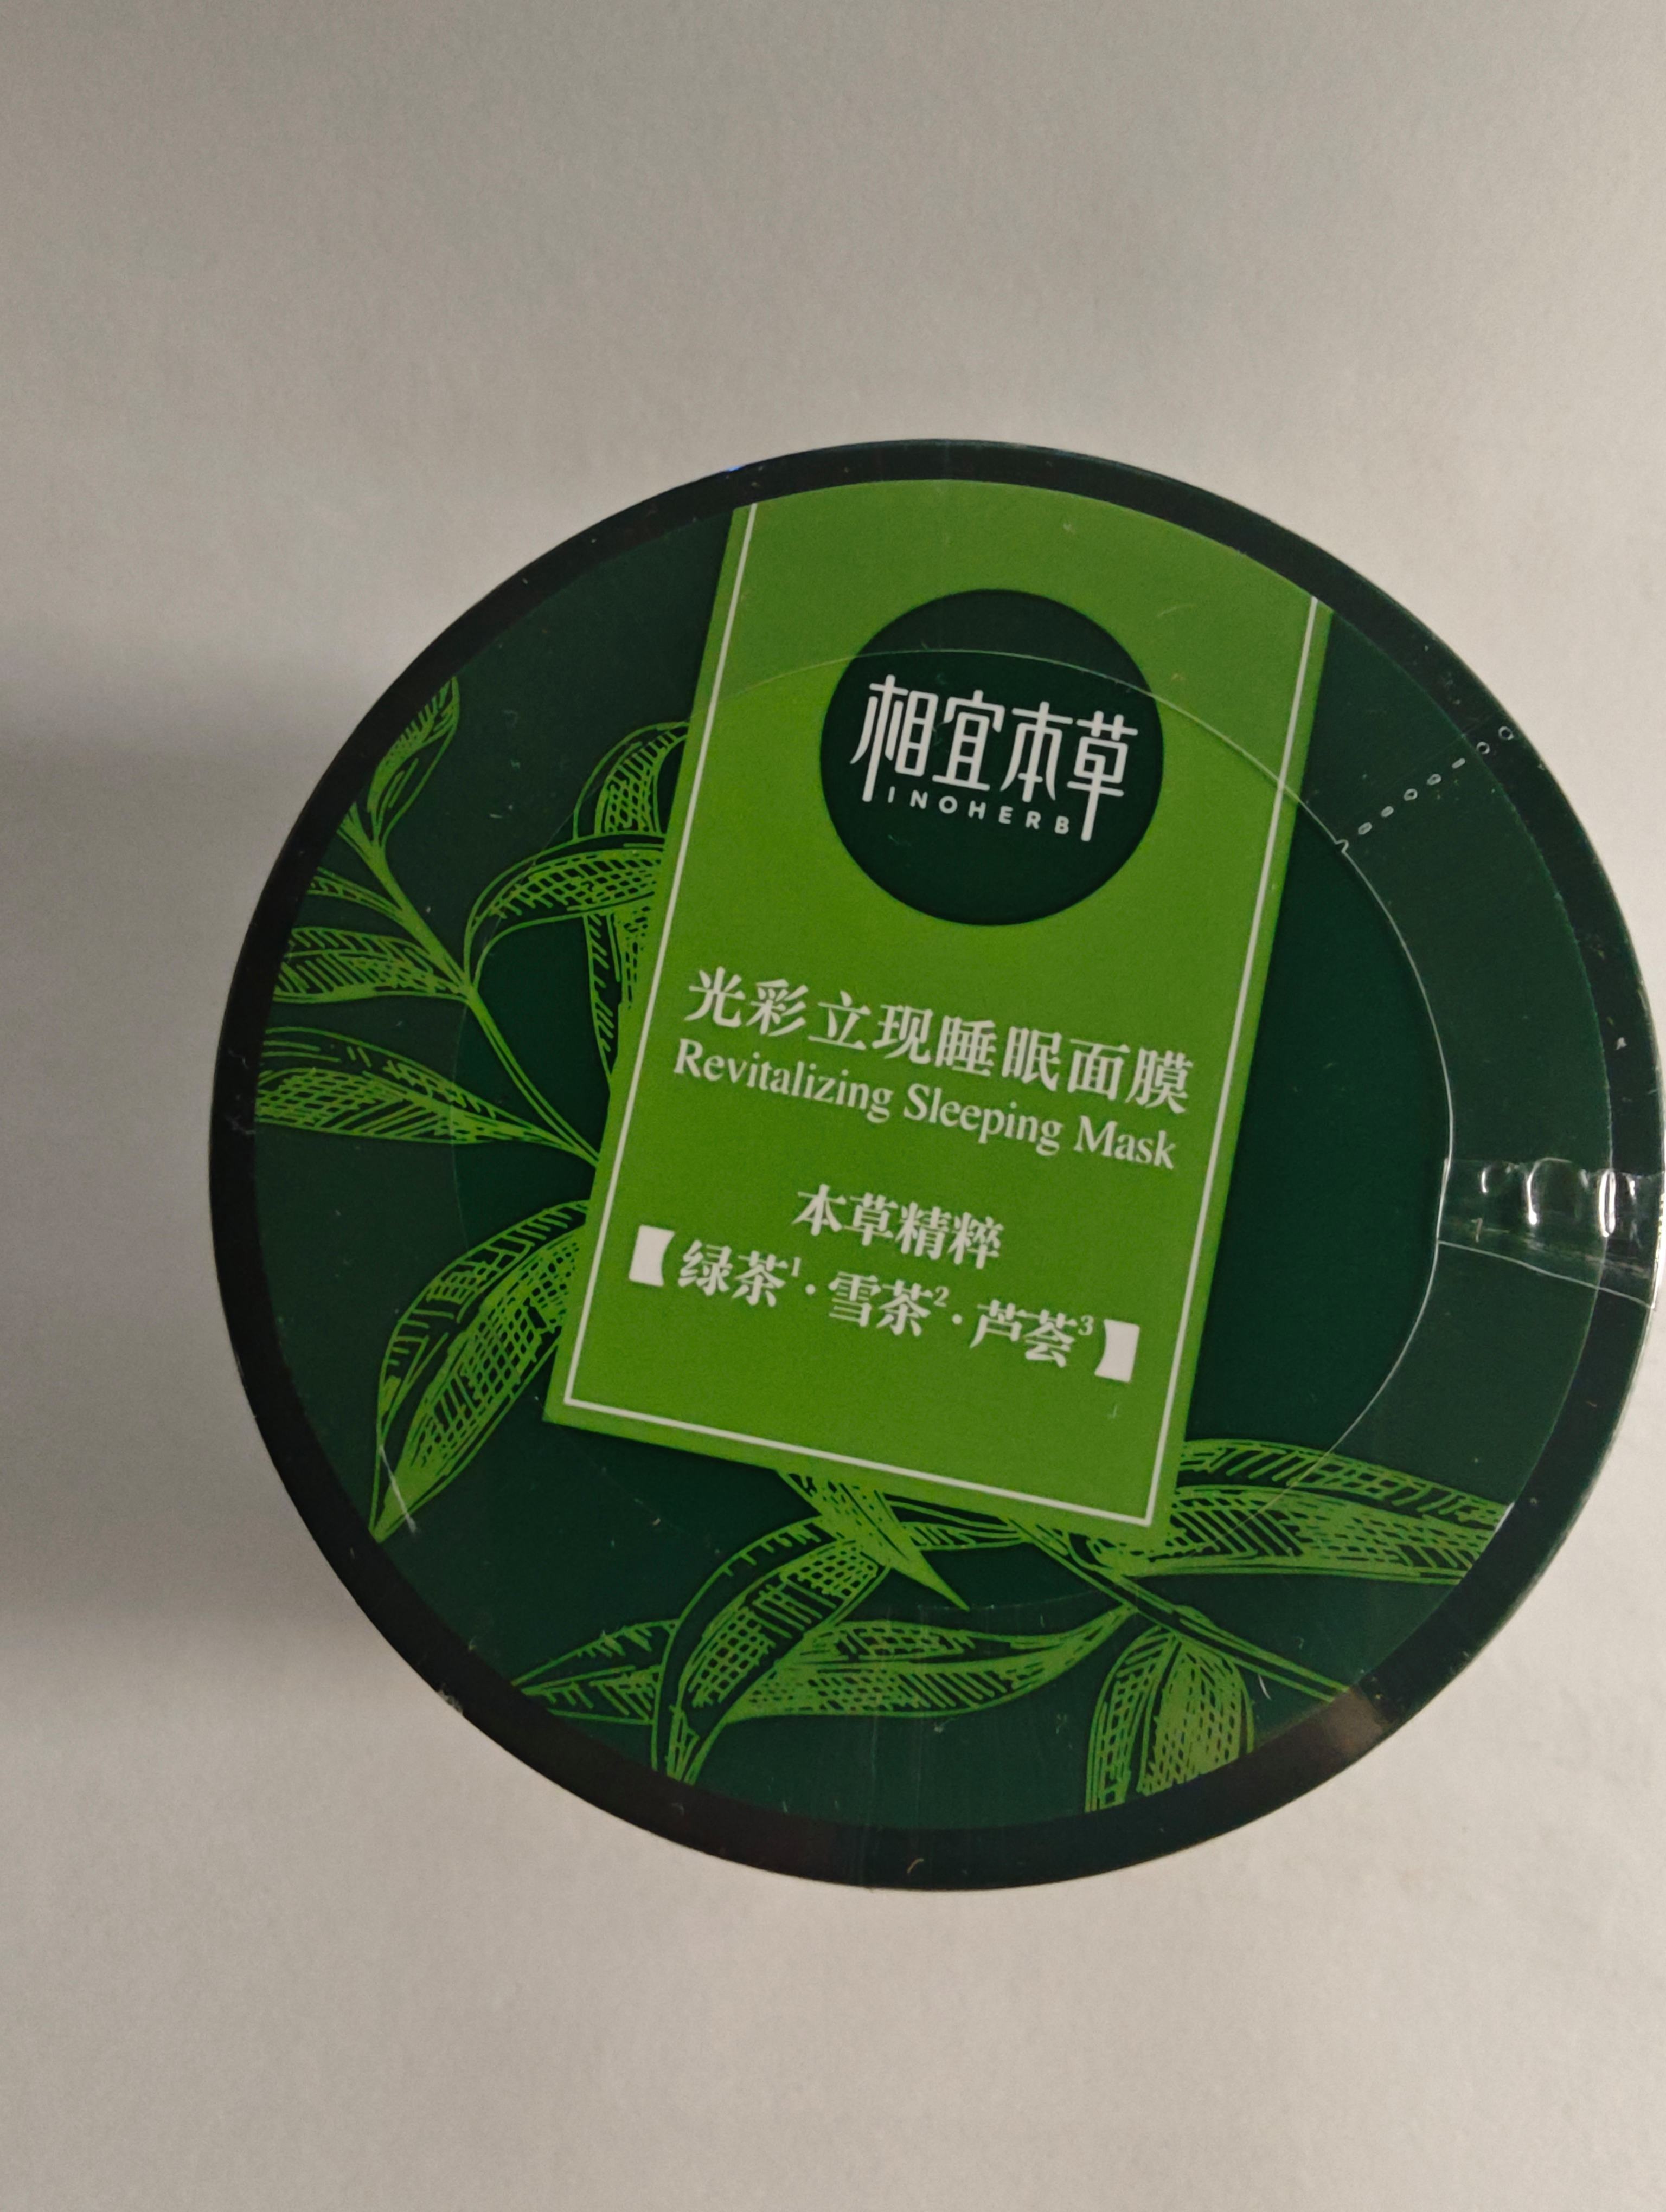 相宜本草
INOHERB
光彩立现睡眠面膜
Revitalizing Sleeping Mask
本草精粹
【绿茶¹·雪茶²·芦荟³】